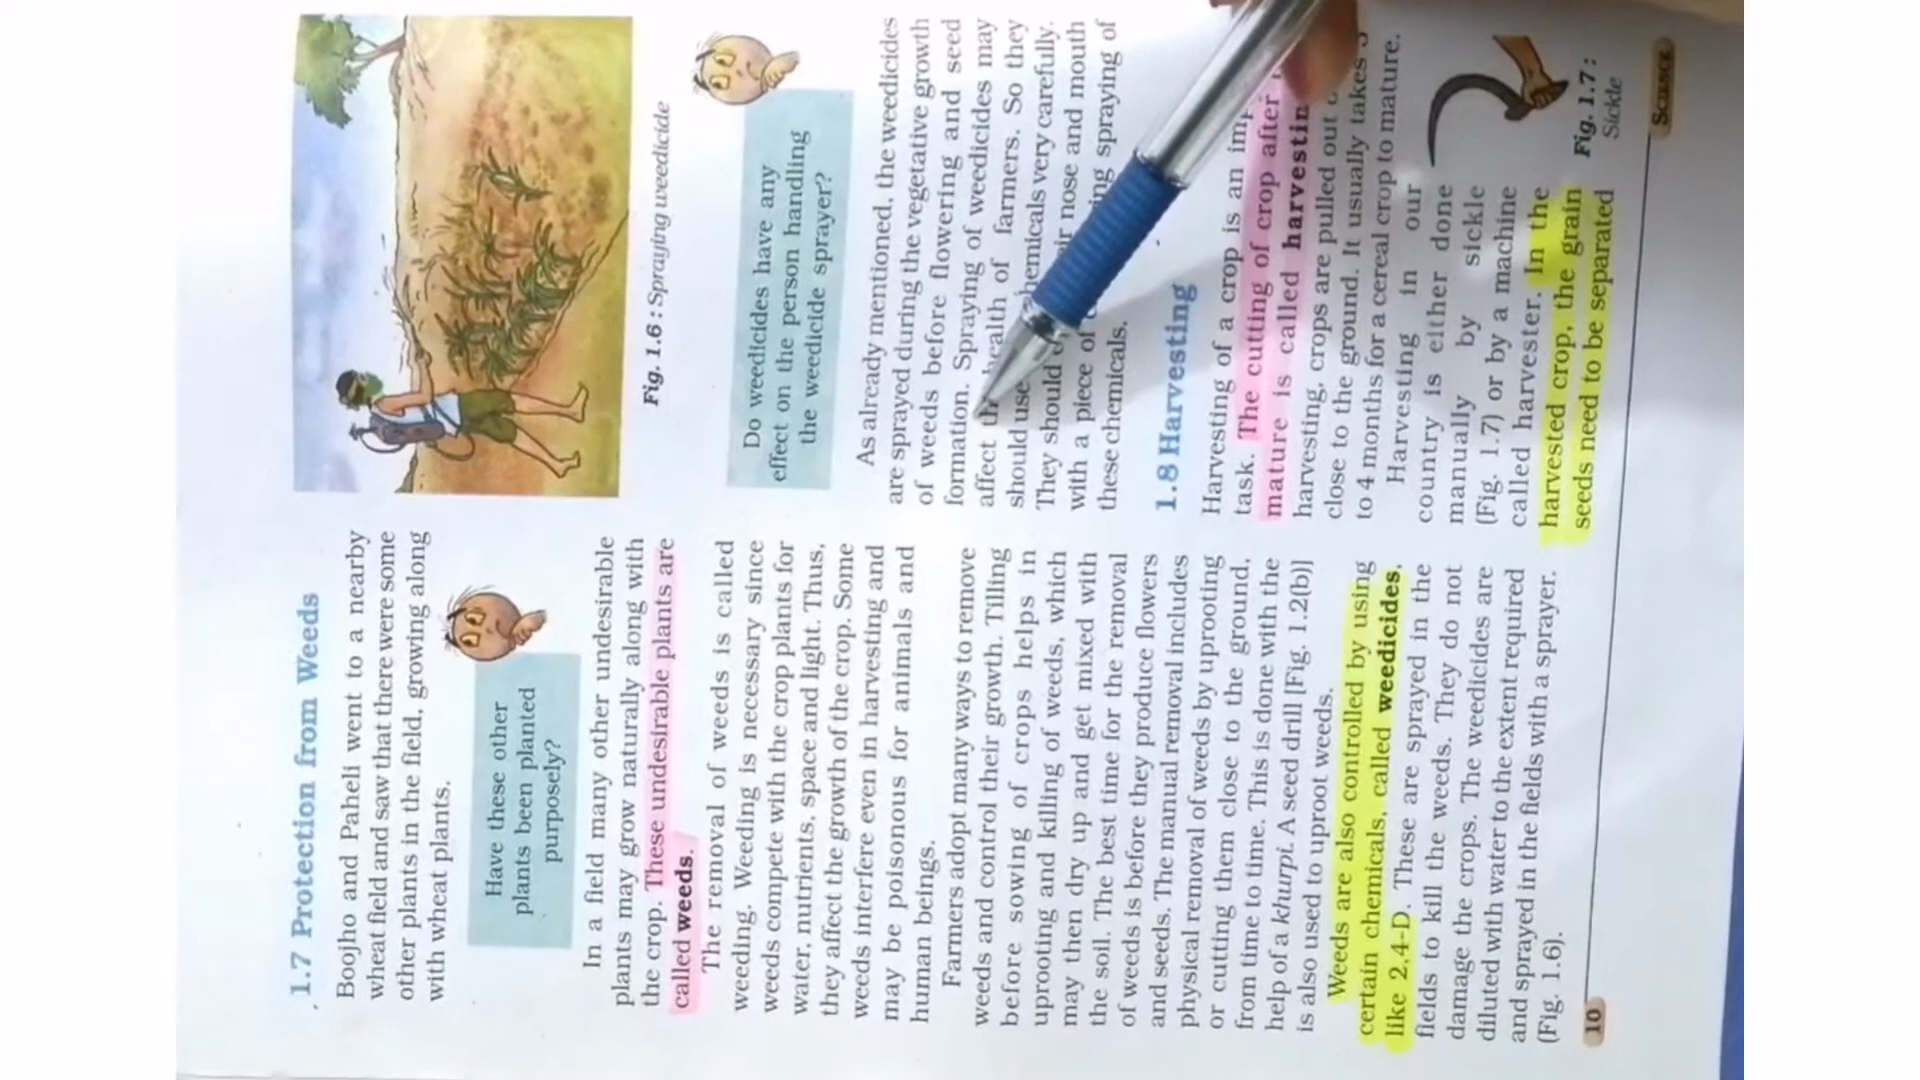 1.7 Protection from Weeds
Boojho and Paheli went to a nearby
wheat field and saw that there were some
other plants in the field, growing along
with wheat plants.
Have these other
plants been planted
purposely?
In a field many other undesirable
plants may grow naturally along with
the crop. These undesirable plants are
called weeds.
The removal of weeds is called
weeding. Weeding is necessary since
weeds compete with the crop plants for
water, nutrients, space and light. Thus,
they affect the growth of the crop. Some
weeds interfere even in harvesting and
may be poisonous for animals and
human beings.
Farmers adopt many ways to remove
weeds and control their growth. Tilling
before sowing of crops helps in
uprooting and killing of weeds, which
may then dry up and get mixed with
the soil. The best time for the removal
of weeds is before they produce flowers
and seeds. The manual removal includes
physical removal of weeds by uprooting
or cutting them close to the ground,
from time to time. This is done with the
help of a khurpi. A seed drill [Fig. 1.2(b)]
is also used to uproot weeds.
Weeds are also controlled by using
certain chemicals, called weedicides,
like 2,4-D. These are sprayed in the
fields to kill the weeds. They do not
damage the crops. The weedicides are
diluted with water to the extent required
and sprayed in the fields with a sprayer.
(Fig. 1.6).
10
Fig. 1.6 : Spraying weedicide
Do weedicides have any
effect on the person handling
the weedicide sprayer?
As already mentioned, the weedicides
are sprayed during the vegetative growth
of weeds before flowering and seed
formation. Spraying of weedicides may
affect health of farmers. So they
should use very carefully.
They should nose and mouth
with a piece of spraying of
these chemicals.
1.8 Harvesting
Harvesting of a crop is an
task. The cutting of crop after
mature is called
harvesting, crops are pulled out
close to the ground. It usually takes
to 4 months for a cereal crop to mature.
Harvesting in our
country is either done
manually by sickle
(Fig. 1.7) or by a machine
called harvester. In the
harvested crop, the grain
seeds need to be separated
Fig. 1.7 :
Sickle
SCIENCE